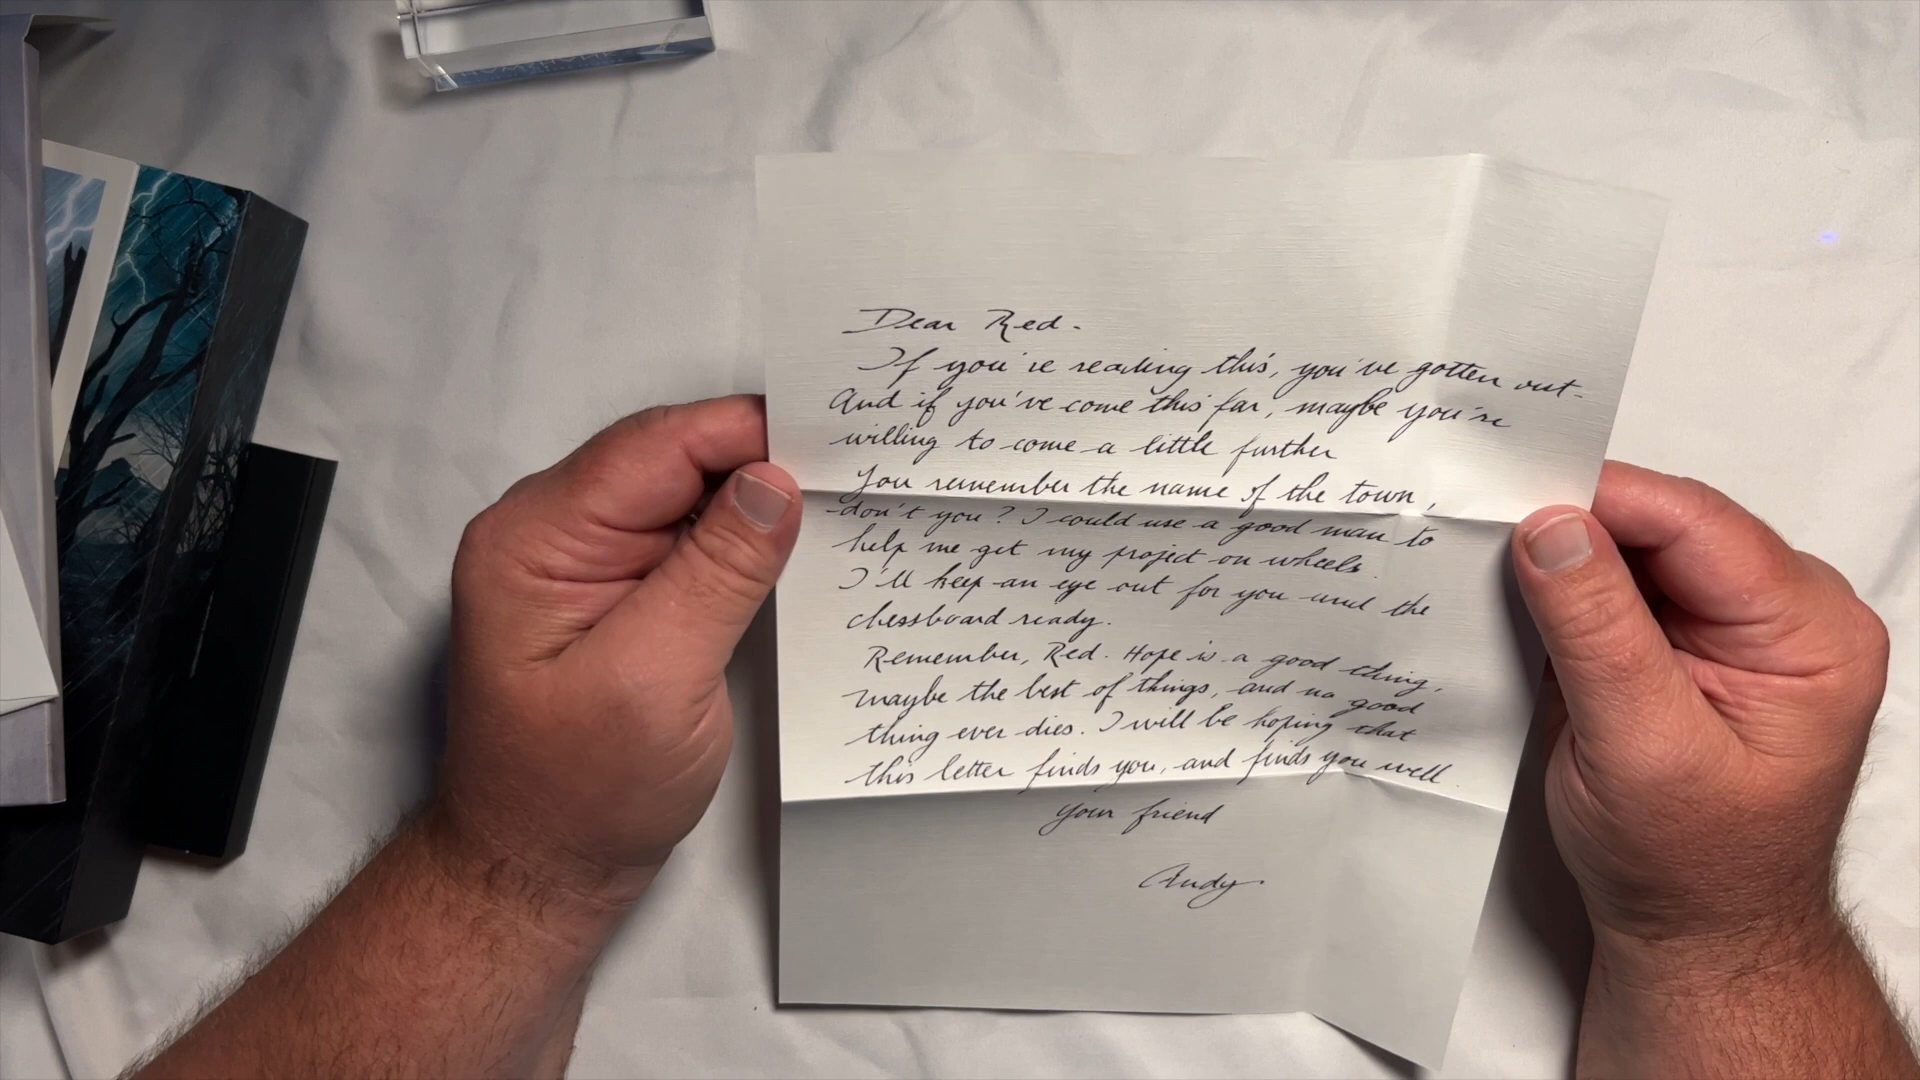 Dear Red.
If you're reading this, you've gotten out.
And if you've come this far, maybe you're
willing to come a little further
You remember the name of the town,
don't you? I could use a good man to
help me get my project on wheels.
I'll keep an eye out for you and the
chessboard ready.
Remember, Red. Hope is a good thing,
maybe the best of things, and no good
thing ever dies. I will be hoping that
this letter finds you, and finds you well.
Your friend
Andy.